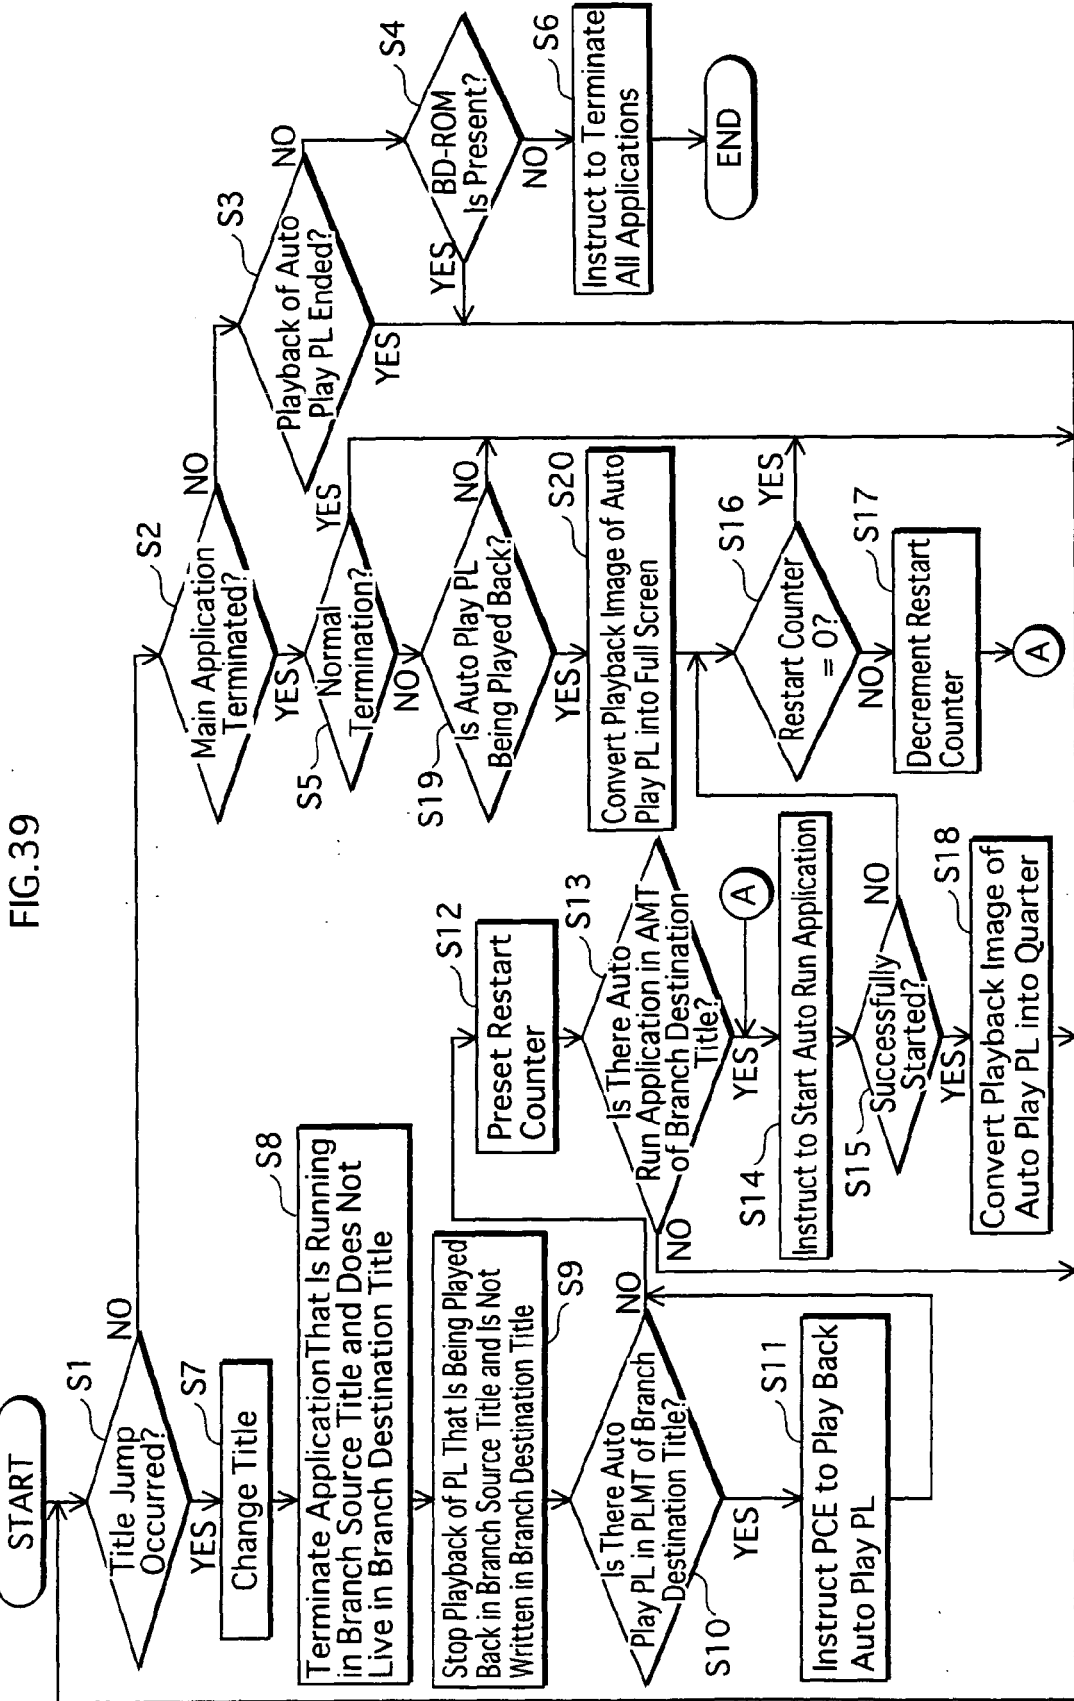 FIG.39
START
S1
Title Jump
Occurred?
NO
YES
S7
Change Title
S8
Terminate ApplicationThat Is Running
in Branch Source Title and Does Not
Live in Branch Destination Title
S9
Stop Playback of PL That Is Being Played
Back in Branch Source Title and Is Not
Written in Branch Destination Title
S10
Is There Auto
Play PL in PLMT of Branch
Destination Title?
NO
YES
S11
Instruct PCE to Play Back
Auto Play PL
S12
Preset Restart
Counter
S13
Is There Auto
Run Application in AMT
of Branch Destination
Title?
NO
YES
A
S14
Instruct to Start Auto Run Application
S15
Successfully
Started?
NO
YES
S18
Convert Playback Image of
Auto Play PL into Quarter
S2
Main Application
Terminated?
NO
YES
S5
Normal
Termination?
YES
NO
S19
Is Auto Play PL
Being Played Back?
NO
YES
S20
Convert Playback Image of Auto
Play PL into Full Screen
S16
Restart Counter
= 0?
YES
NO
S17
Decrement Restart
Counter
A
S3
Playback of Auto
Play PL Ended?
NO
YES
S4
BD-ROM
Is Present?
YES
NO
S6
Instruct to Terminate
All Applications
END